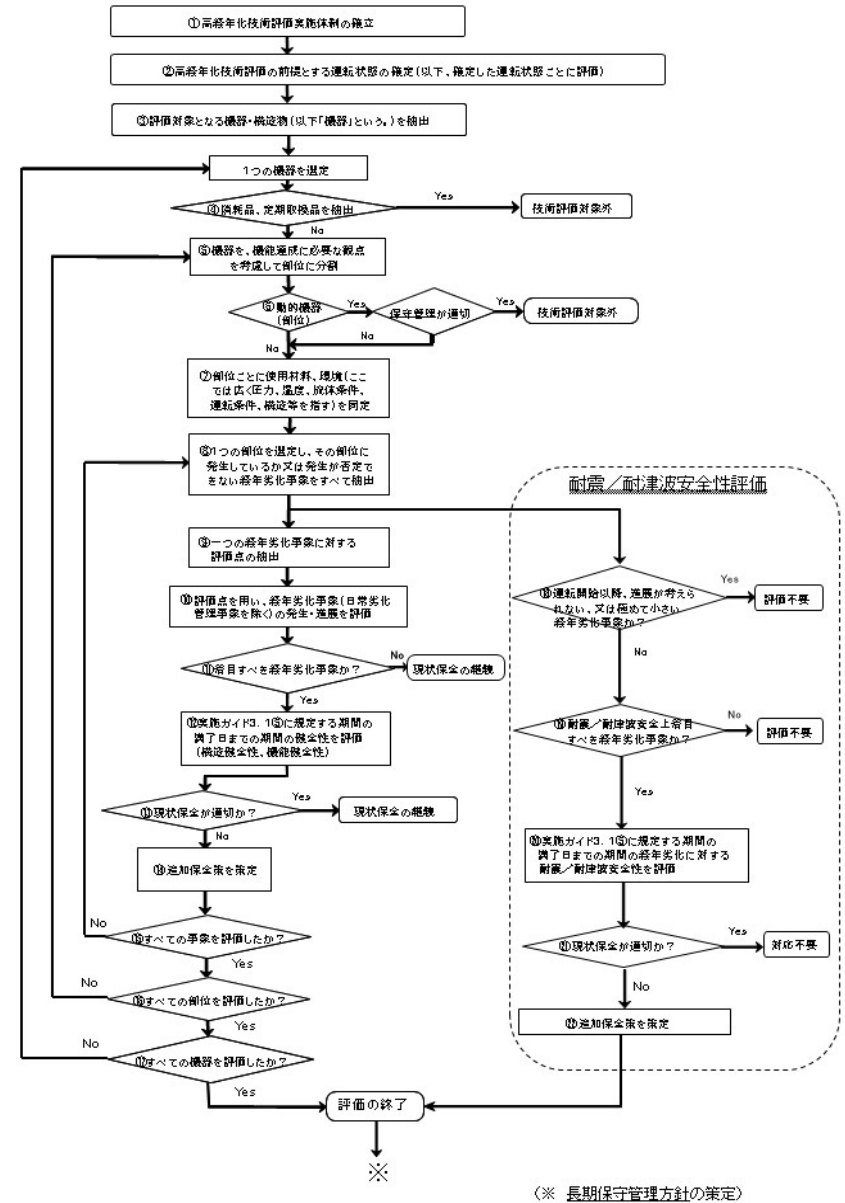 ①高経年化技術評価実施体制の確立
②高経年化技術評価の前提とする運転状態の確定(以下、確定した運転状態ごとに評価)
③評価対象となる機器・構造物(以下「機器」という。)を抽出
1つの機器を選定
④消耗品、定期取換品を抽出
Yes
技術評価対象外
No
⑤機器を、機能達成に必要な観点
を考慮して部位に分割
⑥動的機器
(部位)
Yes
保守管理が適切
Yes
技術評価対象外
No
No
⑦部位ごとに使用材料、環境(ここ
では広く圧力、温度、流体条件、
運転条件、構造等を指す)を同定
⑧1つの部位を選定し、その部位に
発生しているか又は発生が否定で
きない経年劣化事象をすべて抽出
⑨一つの経年劣化事象に対する
評価点の抽出
⑩評価点を用い、経年劣化事象(日常劣化
管理事象を除く)の発生・進展を評価
⑪着目すべき経年劣化事象か?
No
現状保全の継続
Yes
⑫実施ガイド3.1⑤に規定する期間の
満了日までの期間の健全性を評価
(構造健全性、機能健全性)
⑬現状保全が適切か?
Yes
現状保全の継続
No
⑭追加保全策を策定
No
⑮すべての事象を評価したか?
Yes
No
⑯すべての部位を評価したか?
Yes
No
⑰すべての機器を評価したか?
Yes
耐震/耐津波安全性評価
⑱運転開始以降、進展が考えら
れない、又は極めて小さい
経年劣化事象か?
Yes
評価不要
No
⑲耐震/耐津波安全上着目
すべき経年劣化事象か?
No
評価不要
Yes
⑳実施ガイド3.1⑤に規定する期間の
満了日までの期間の経年劣化に対する
耐震/耐津波安全性を評価
㉑現状保全が適切か?
Yes
対応不要
No
㉒追加保全策を策定
評価の終了
※
(※ 長期保守管理方針の策定)